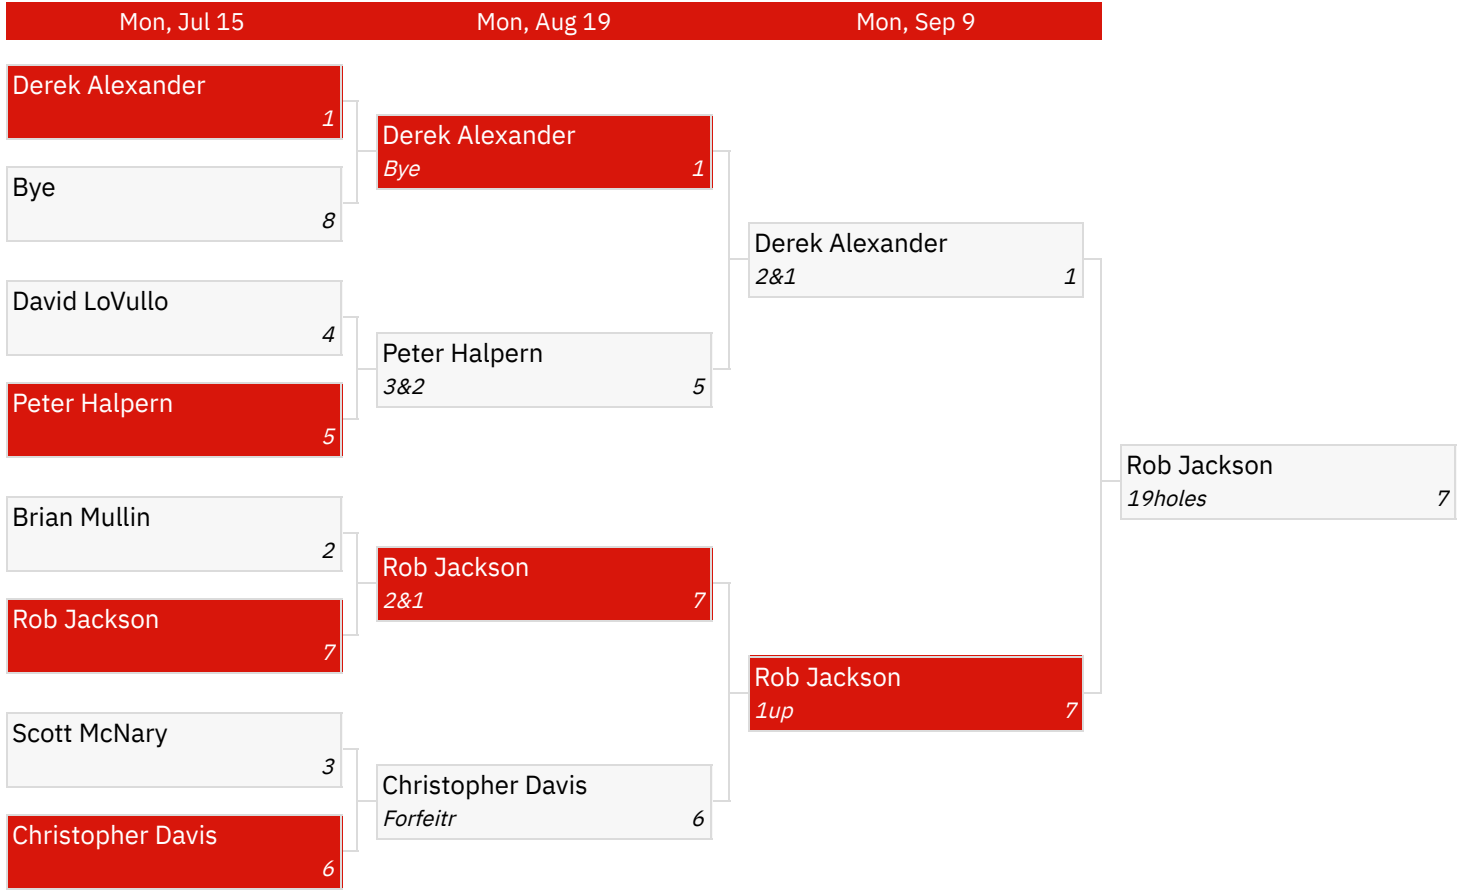 Mon, Jul 15
Mon, Aug 19
Mon, Sep 9
Derek Alexander
1
Bye
8
David LoVullo
4
Peter Halpern
5
Brian Mullin
2
Rob Jackson
7
Scott McNary
3
Christopher Davis
6
Derek Alexander
Bye 1
Peter Halpern
3&2 5
Rob Jackson
2&1 7
Christopher Davis
Forfeitr 6
Derek Alexander
2&1 1
Rob Jackson
1up 7
Rob Jackson
19holes 7